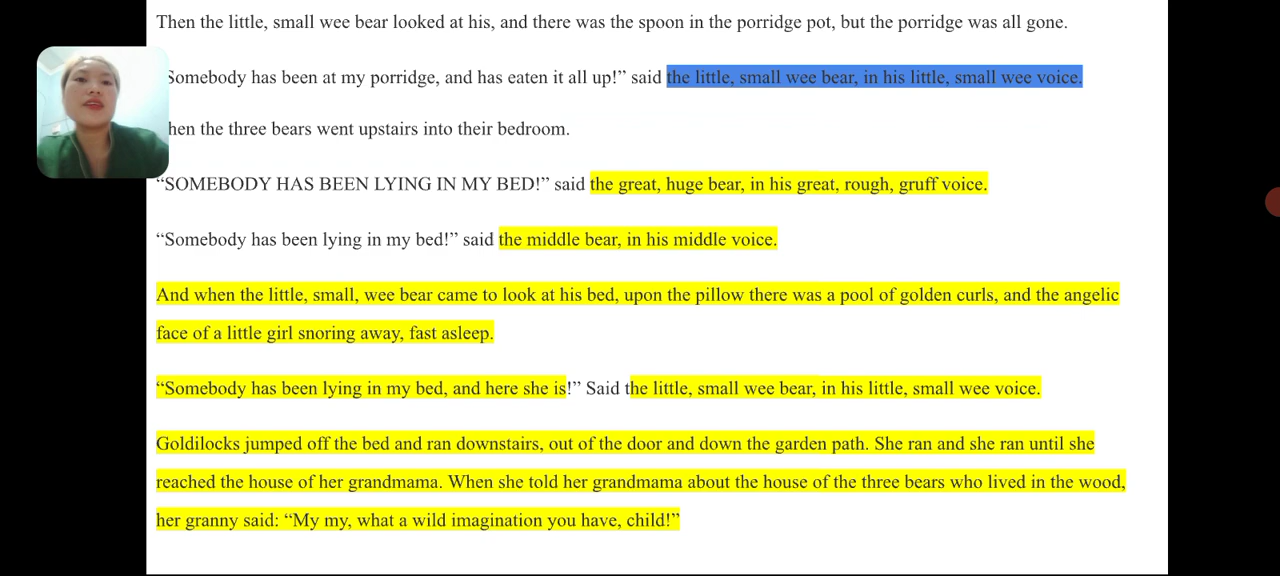 Then the little, small wee bear looked at his, and there was the spoon in the porridge pot, but the porridge was all gone.
Somebody has been at my porridge, and has eaten it all up!” said the little, small wee bear, in his little, small wee voice.
hen the three bears went upstairs into their bedroom.
“SOMEBODY HAS BEEN LYING IN MY BED!” said the great, huge bear, in his great, rough, gruff voice.
“Somebody has been lying in my bed!” said the middle bear, in his middle voice.
And when the little, small, wee bear came to look at his bed, upon the pillow there was a pool of golden curls, and the angelic
face of a little girl snoring away, fast asleep.
“Somebody has been lying in my bed, and here she is!” Said the little, small wee bear, in his little, small wee voice.
Goldilocks jumped off the bed and ran downstairs, out of the door and down the garden path. She ran and she ran until she
reached the house of her grandmama. When she told her grandmama about the house of the three bears who lived in the wood,
her granny said: “My my, what a wild imagination you have, child!”